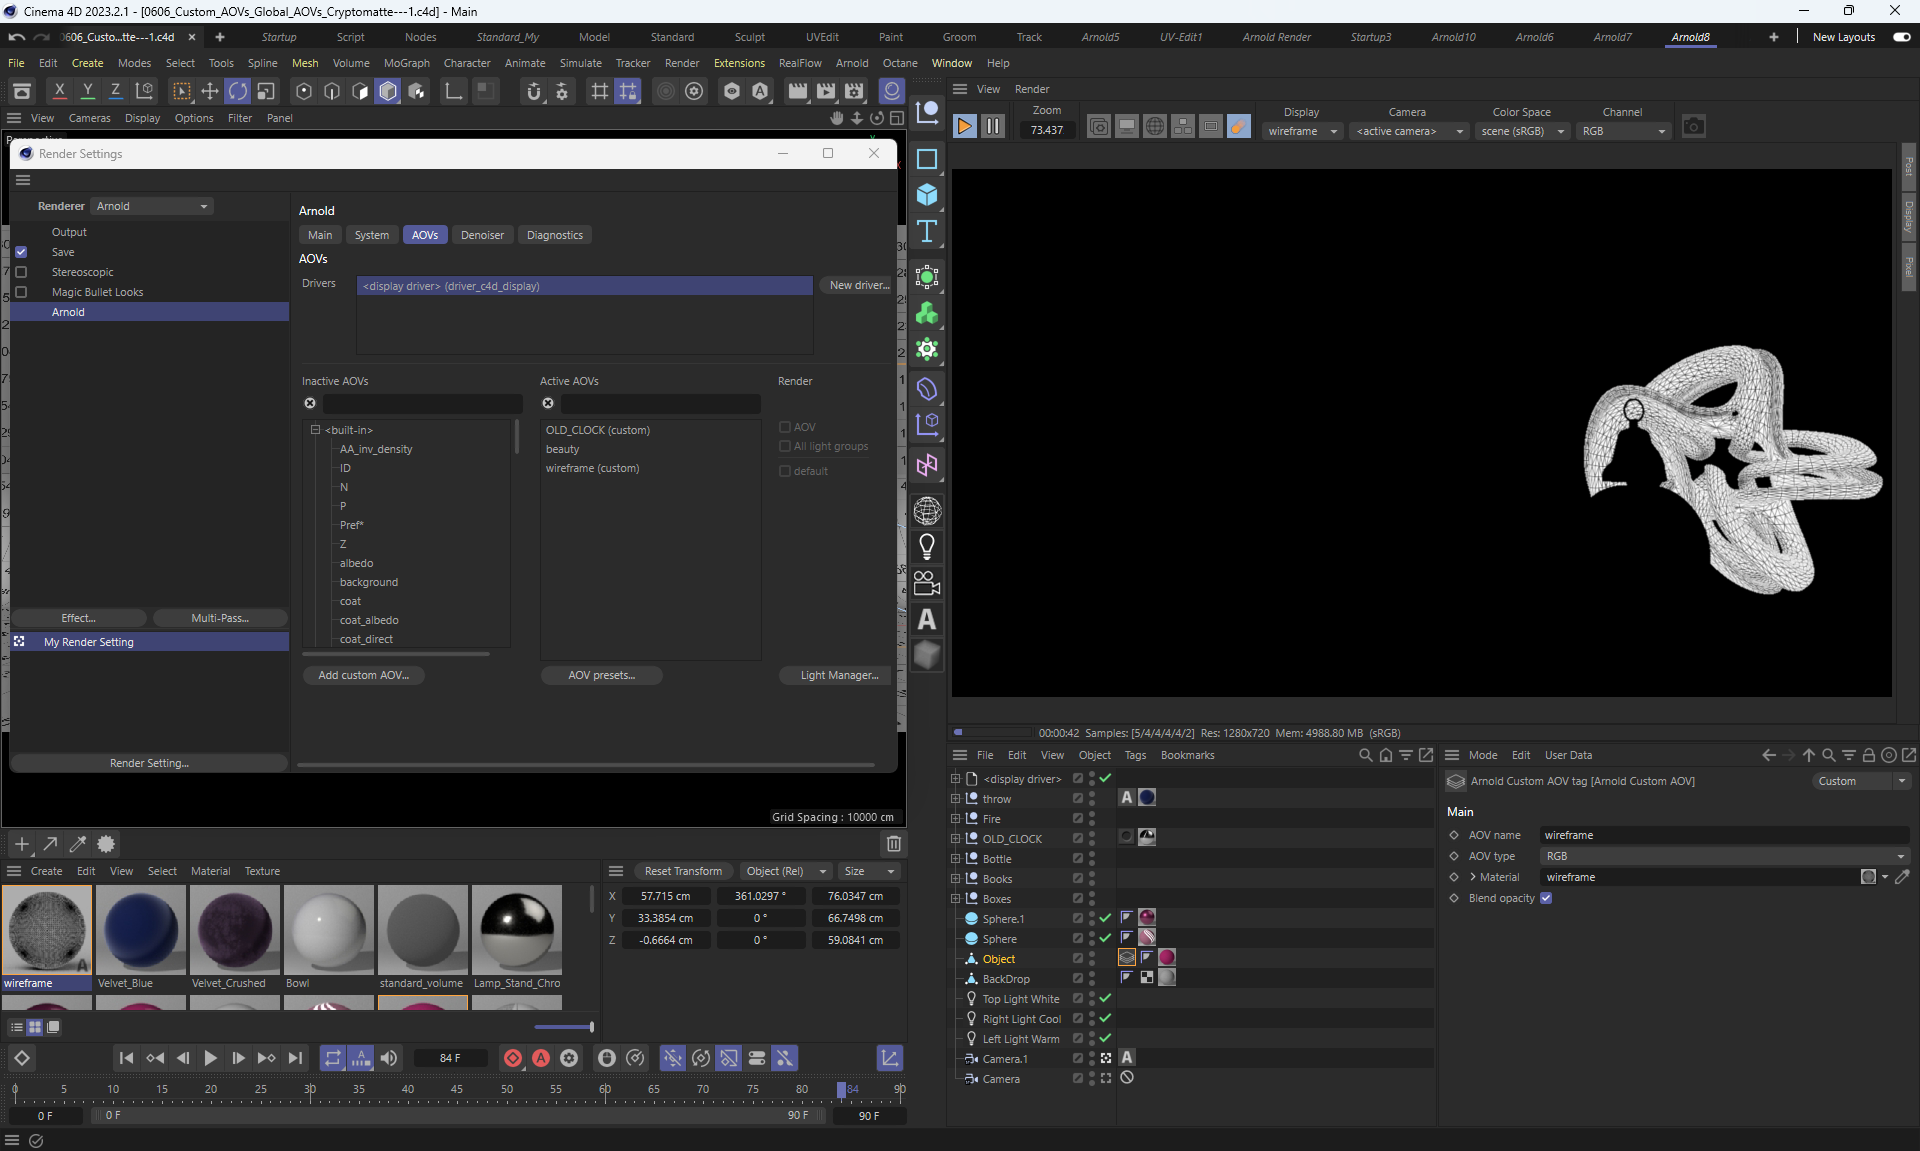 Cinema 4D 2023.2.1 - [0606_Custom_AOVs_Global_AOVs_Cryptomatte---1.c4d] - Main
0606_Custo...tte---1.c4d Startup Script Nodes Standard_My Model Standard Sculpt UVEdit Paint Groom Track Arnold5 UV-Edit1 Arnold Render Startup3 Arnold10 Arnold6 Arnold7 Arnold8 New Layouts
File Edit Create Modes Select Tools Spline Mesh Volume MoGraph Character Animate Simulate Tracker Render Extensions RealFlow Arnold Octane Window Help
X Y Z
View Cameras Display Options Filter Panel
View Render
Zoom Display Camera Color Space Channel
73.437 wireframe <active camera> scene (sRGB) RGB
Post
Display
Pixel
Render Settings
Renderer Arnold
Output
Save
Stereoscopic
Magic Bullet Looks
Arnold
Effect... Multi-Pass...
My Render Setting
Render Setting...
Arnold
Main System AOVs Denoiser Diagnostics
AOVs
Drivers <display driver> (driver_c4d_display) New driver...
Inactive AOVs Active AOVs Render
<built-in>
AA_inv_density
ID
N
P
Pref*
Z
albedo
background
coat
coat_albedo
coat_direct
OLD_CLOCK (custom)
beauty
wireframe (custom)
AOV
All light groups
default
Add custom AOV... AOV presets... Light Manager...
Grid Spacing : 10000 cm
00:00:42 Samples: [5/4/4/4/4/2] Res: 1280x720 Mem: 4988.80 MB (sRGB)
File Edit View Object Tags Bookmarks
<display driver>
throw
Fire
OLD_CLOCK
Bottle
Books
Boxes
Sphere.1
Sphere
Object
BackDrop
Top Light White
Right Light Cool
Left Light Warm
Camera.1
Camera
Mode Edit User Data
Arnold Custom AOV tag [Arnold Custom AOV] Custom
Main
AOV name wireframe
AOV type RGB
Material wireframe
Blend opacity
Create Edit View Select Material Texture
wireframe Velvet_Blue Velvet_Crushed Bowl standard_volume Lamp_Stand_Chro
Reset Transform Object (Rel) Size
X 57.715 cm 361.0297 ° 76.0347 cm
Y 33.3854 cm 0 ° 66.7498 cm
Z -0.6664 cm 0 ° 59.0841 cm
84 F
0 5 10 15 20 25 30 35 40 45 50 55 60 65 70 75 80 84 90
0 F 0 F 90 F 90 F